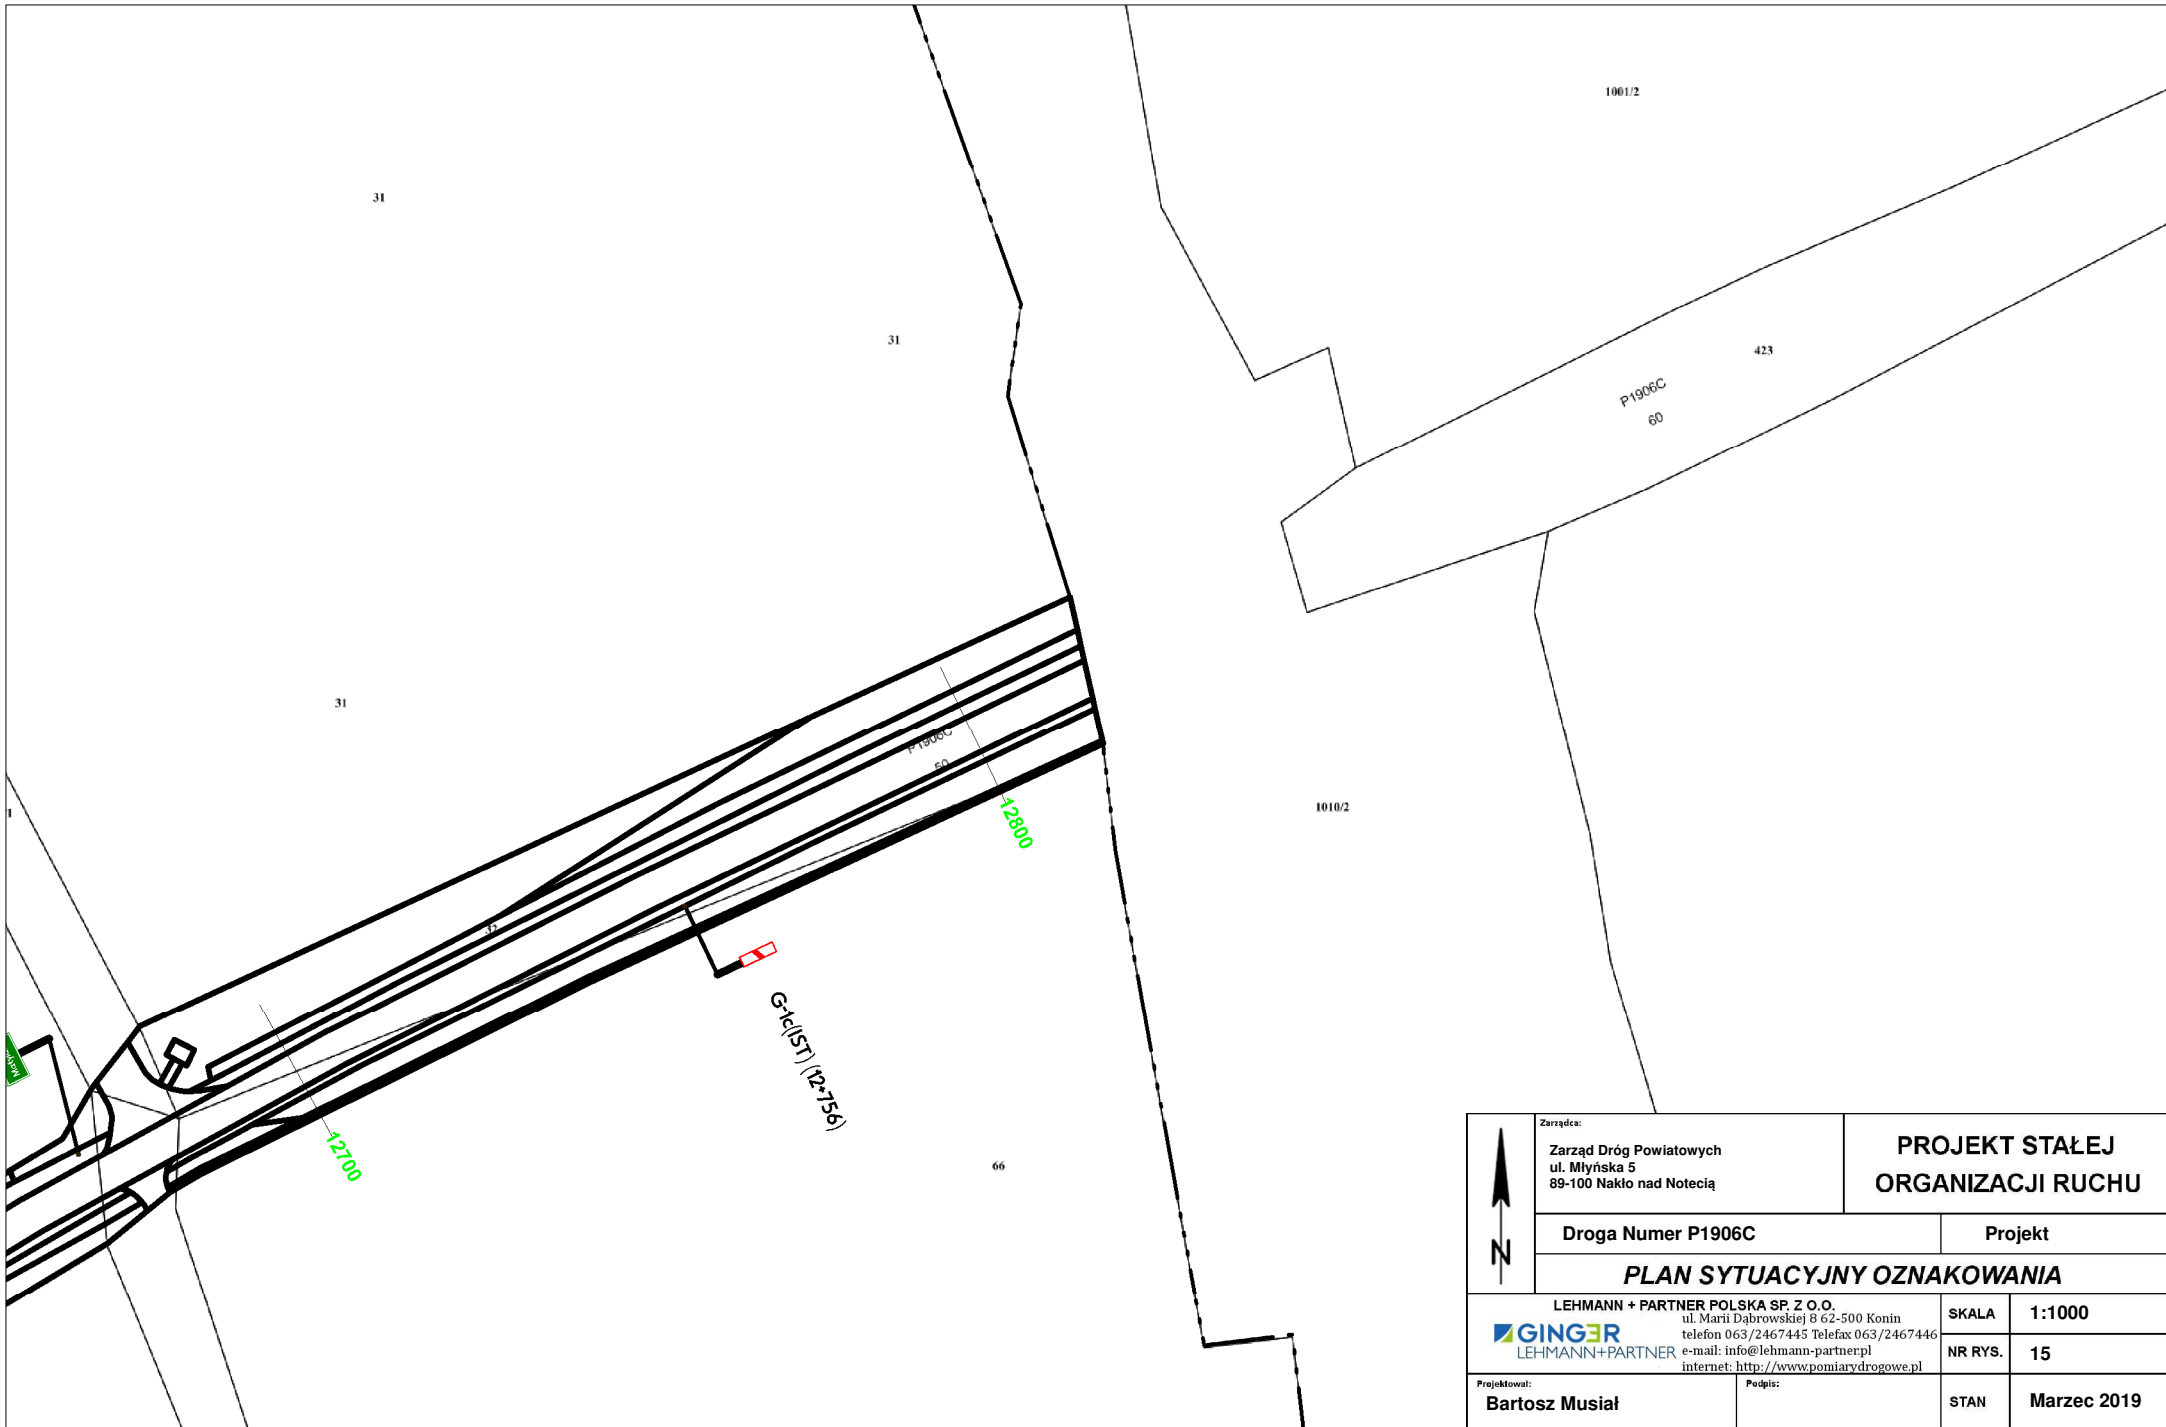 1001/2
31
31
423
P1906C
60
31
P1906C
50
12800
1
1010/2
32
G-1c(IST) (12+756)
12700
66
Zarządca:
Zarząd Dróg Powiatowych
ul. Młyńska 5
89-100 Nakło nad Notecią
PROJEKT STAŁEJ
ORGANIZACJI RUCHU
N
Droga Numer P1906C
Projekt
PLAN SYTUACYJNY OZNAKOWANIA
LEHMANN + PARTNER POLSKA SP. Z O.O.
ul. Marii Dąbrowskiej 8 62-500 Konin
telefon 063/2467445 Telefax 063/2467446
e-mail: info@lehmann-partner.pl
internet: http://www.pomiarydrogowe.pl
GINGER
LEHMANN+PARTNER
SKALA
1:1000
NR RYS.
15
Projektował:
Bartosz Musiał
Podpis:
STAN
Marzec 2019